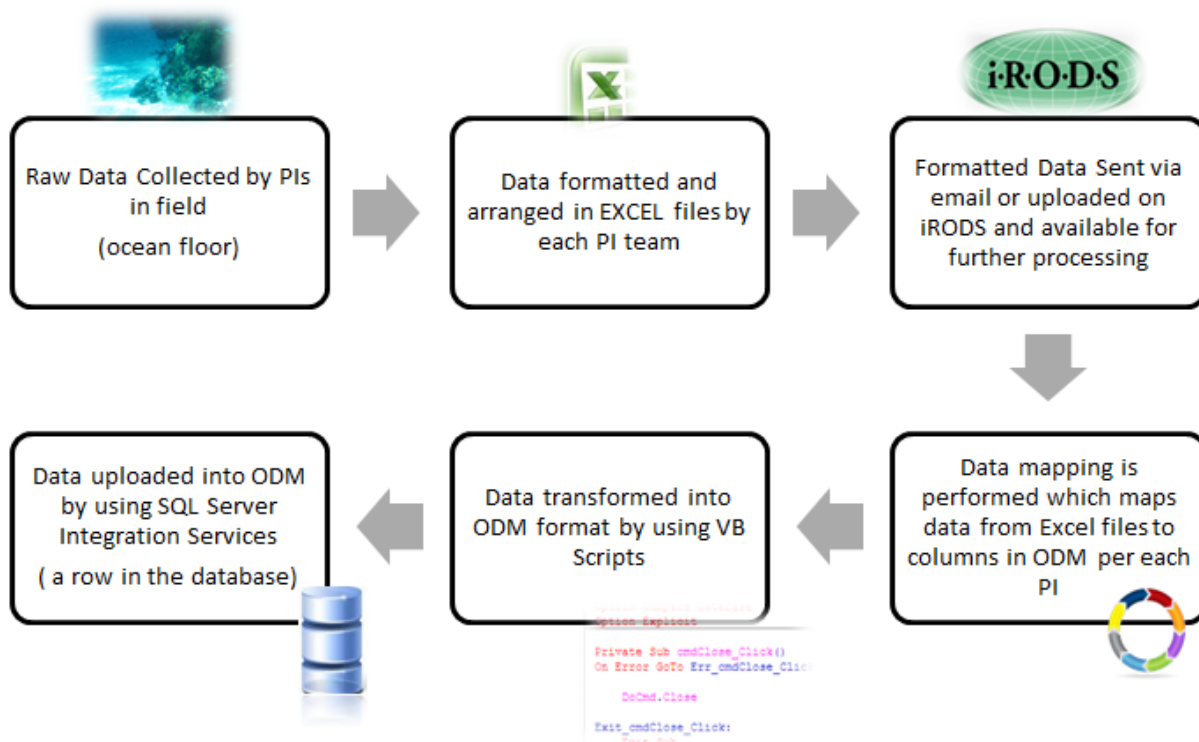 i·R·O·D·S
Raw Data Collected by PIs
in field
(ocean floor)
Data formatted and
arranged in EXCEL files by
each PI team
Formatted Data Sent via
email or uploaded on
iRODS and available for
further processing
Data mapping is
performed which maps
data from Excel files to
columns in ODM per each
PI
Data transformed into
ODM format by using VB
Scripts
Data uploaded into ODM
by using SQL Server
Integration Services
( a row in the database)
Option Explicit
Private Sub cmdClose_Click()
On Error GoTo Err_cmdClose_Clic
DoCmd.Close
Exit_cmdClose_Click: